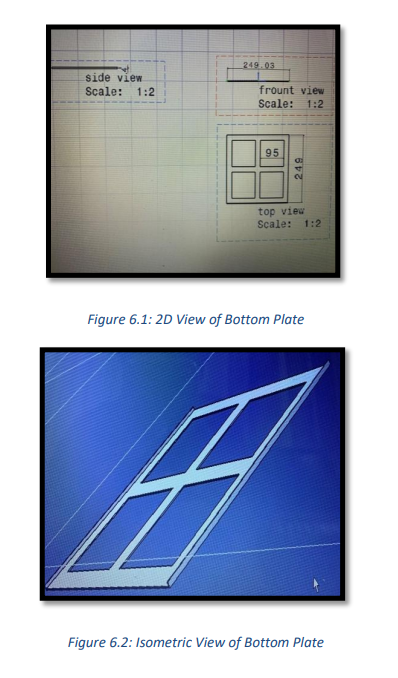 249.03
side view
Scale: 1:2
frount view
Scale: 1:2
95
249
top view
Scale: 1:2
Figure 6.1: 2D View of Bottom Plate
Figure 6.2: Isometric View of Bottom Plate